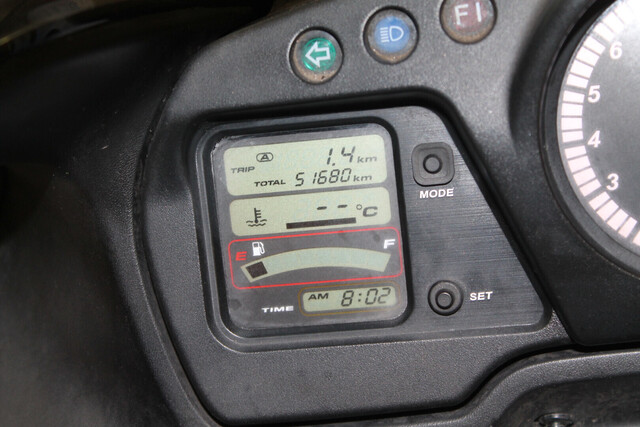 FI
TRIP A 1.4 km
TOTAL 51680 km
MODE
-- °C
E F
TIME AM 8:02
SET
6
5
4
3